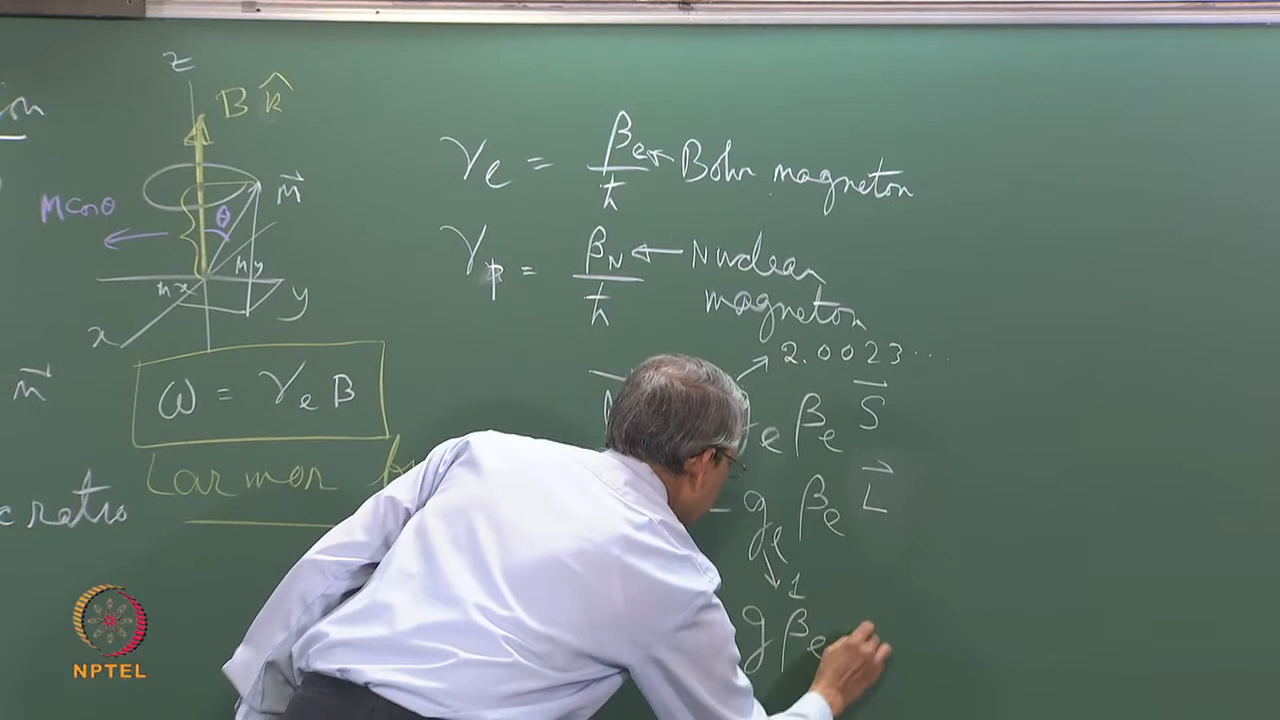 z
B k̂
m⃗
M cos θ
θ
My
Mx
y
x
m⃗
ω = γe B
Larmor
c ratio
γe = βe/ħ ← Bohr magneton
γp = βN/ħ ← Nuclear
magneton
2.0023...
e βe S⃗
- ge βe L⃗
1
g βe
NPTEL